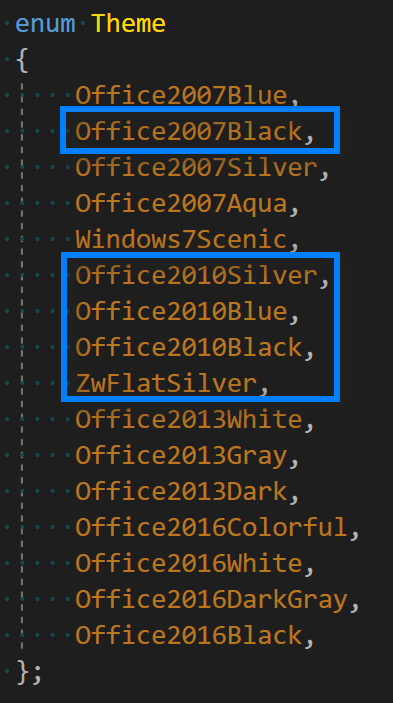 enum Theme
{
Office2007Blue,
Office2007Black,
Office2007Silver,
Office2007Aqua,
Windows7Scenic,
Office2010Silver,
Office2010Blue,
Office2010Black,
ZwFlatSilver,
Office2013White,
Office2013Gray,
Office2013Dark,
Office2016Colorful,
Office2016White,
Office2016DarkGray,
Office2016Black,
};